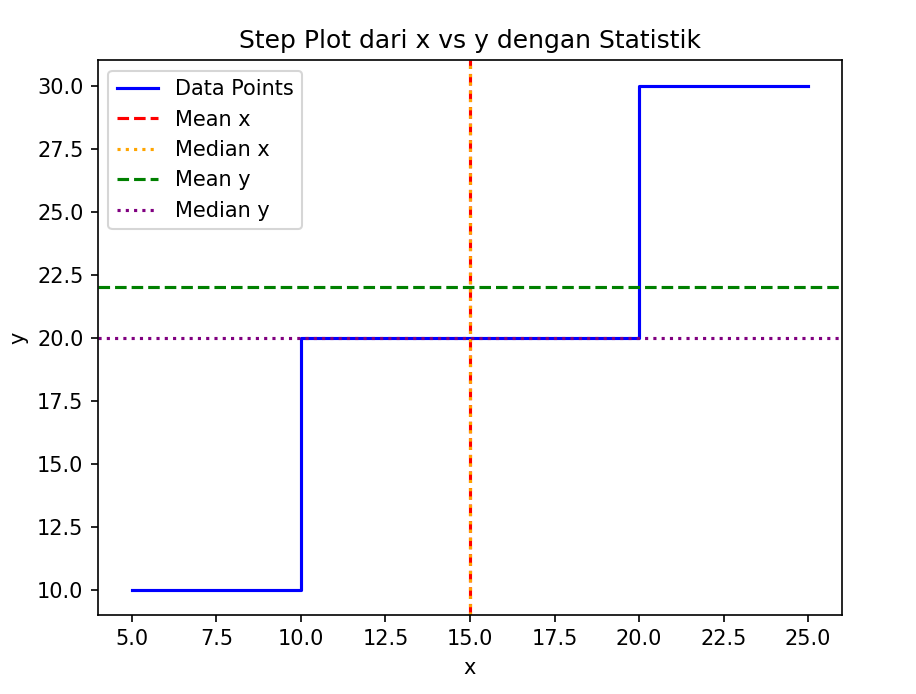 Step Plot dari x vs y dengan Statistik
Data Points
Mean x
Median x
Mean y
Median y
y
30.0
27.5
25.0
22.5
20.0
17.5
15.0
12.5
10.0
5.0 7.5 10.0 12.5 15.0 17.5 20.0 22.5 25.0
x